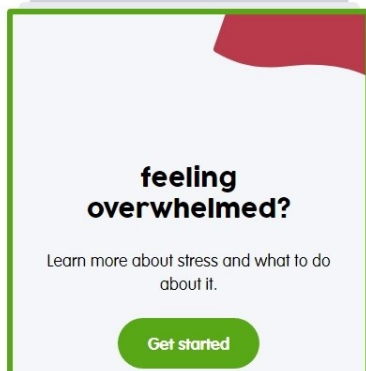 feeling
overwhelmed?
Learn more about stress and what to do
about it.
Get started